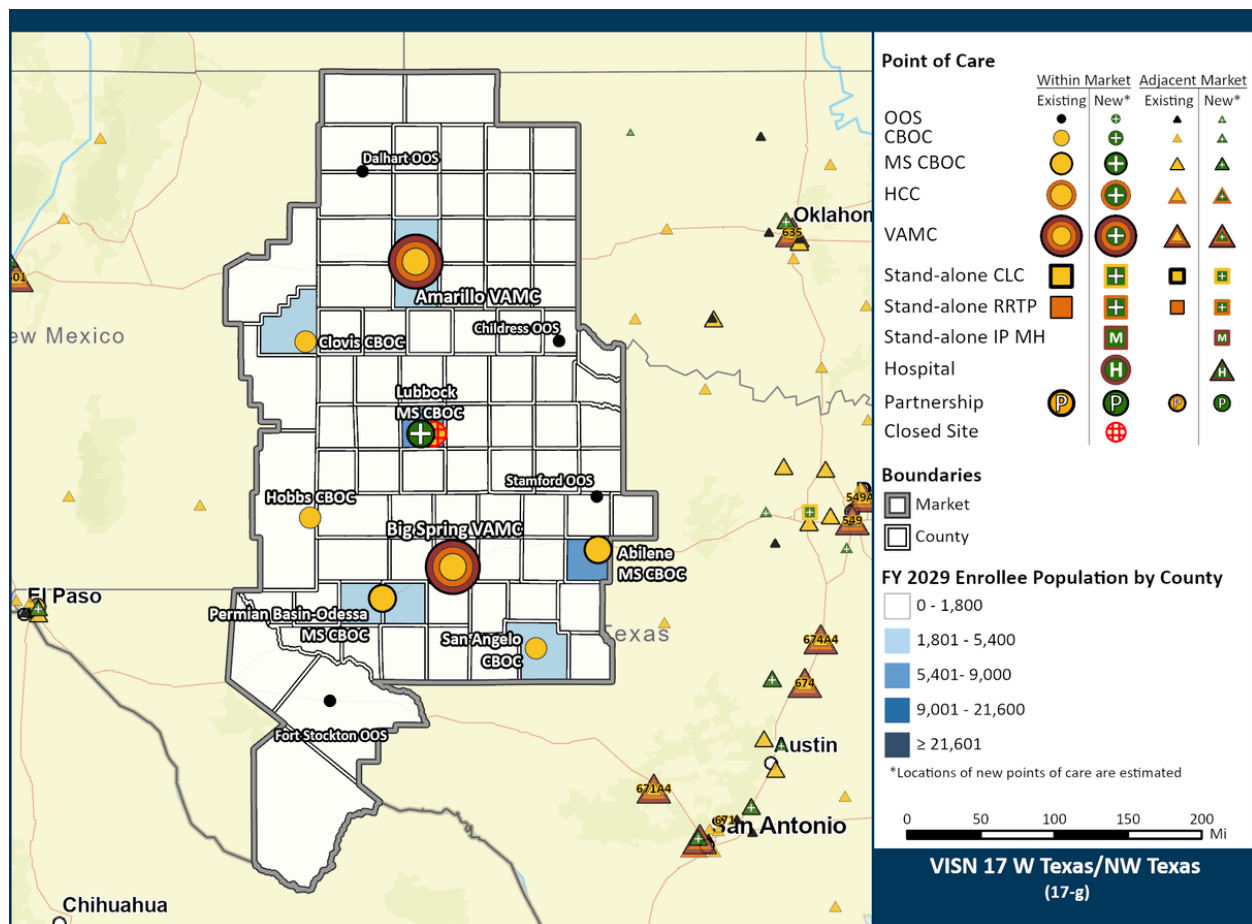 Dalhart OOS
Oklahom
635
Amarillo VAMC
501
ew Mexico
Clovis CBOC
Childress OOS
Lubbock
MS CBOC
Hobbs CBOC
Stamford OOS
Big Spring VAMC
549A
549
Abilene
MS CBOC
El Paso
Permian Basin-Odessa
MS CBOC
San Angelo
CBOC
Texas
674A4
674
Fort Stockton OOS
Austin
671A4
671
San Antonio
Chihuahua
Point of Care
Within Market Adjacent Market
Existing New* Existing New*
OOS
CBOC
MS CBOC
HCC
VAMC
Stand-alone CLC
Stand-alone RRTP
Stand-alone IP MH M M
Hospital H H
Partnership P P P P
Closed Site
Boundaries
Market
County
FY 2029 Enrollee Population by County
0 - 1,800
1,801 - 5,400
5,401- 9,000
9,001 - 21,600
≥ 21,601
*Locations of new points of care are estimated
0 50 100 150 200
Mi
VISN 17 W Texas/NW Texas
(17-g)